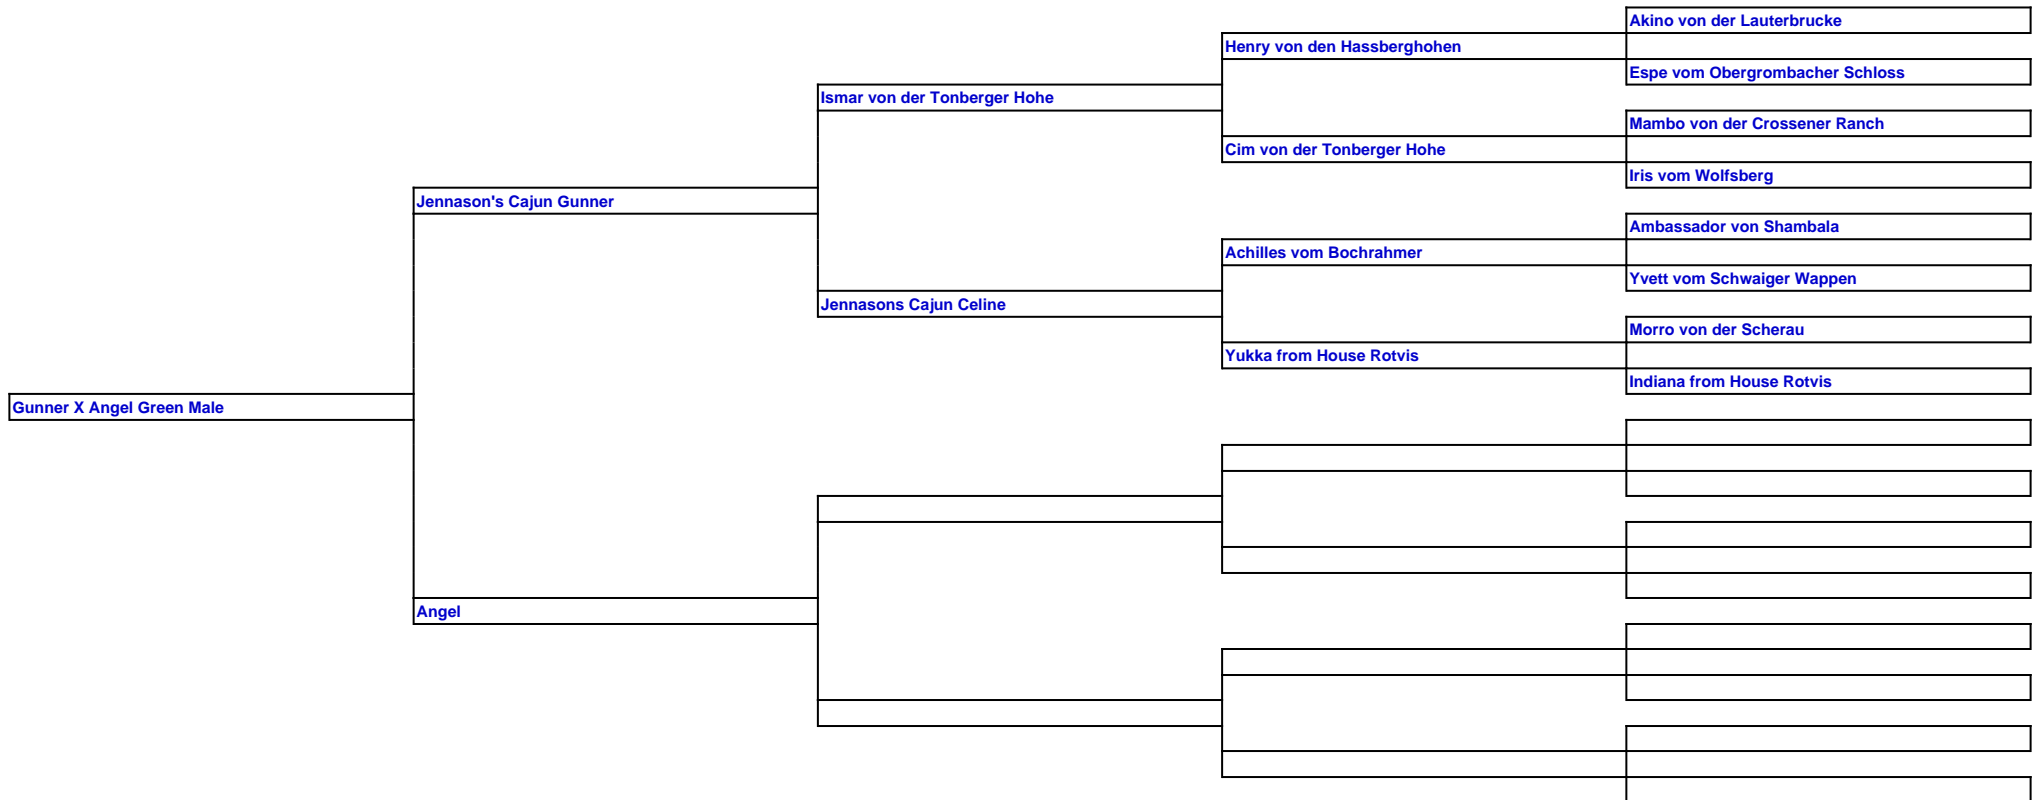 Akino von der Lauterbrucke
Henry von den Hassberghohen
Espe vom Obergrombacher Schloss
Ismar von der Tonberger Hohe
Mambo von der Crossener Ranch
Cim von der Tonberger Hohe
Iris vom Wolfsberg
Jennason's Cajun Gunner
Ambassador von Shambala
Achilles vom Bochrahmer
Yvett vom Schwaiger Wappen
Jennasons Cajun Celine
Morro von der Scherau
Yukka from House Rotvis
Indiana from House Rotvis
Gunner X Angel Green Male
Angel